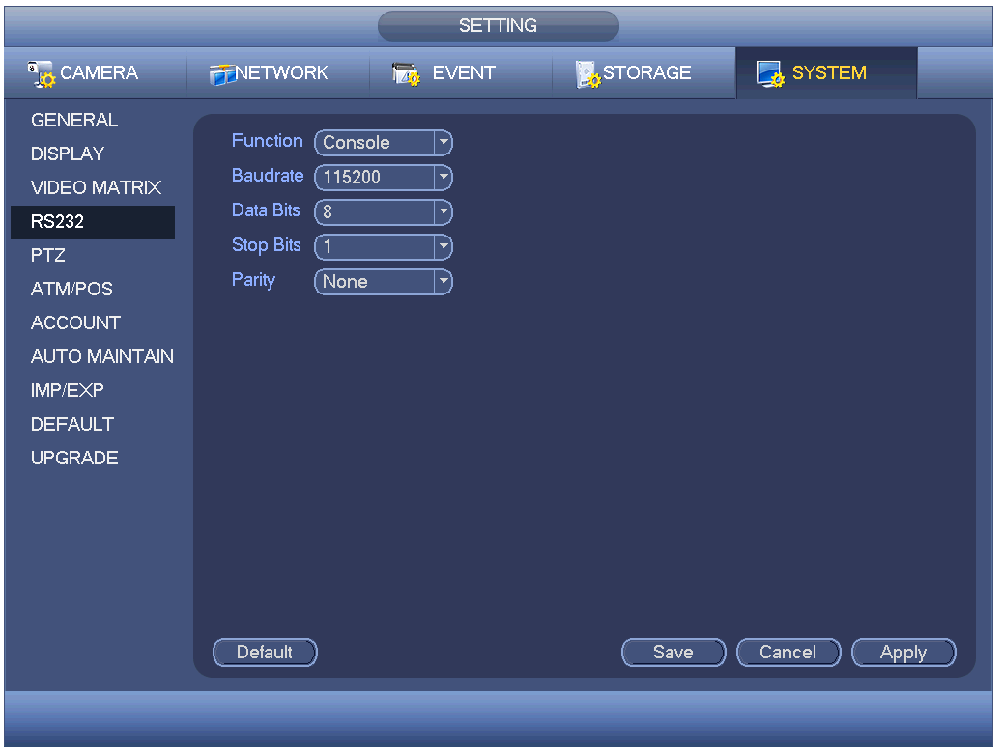 SETTING
CAMERA NETWORK EVENT STORAGE SYSTEM
GENERAL
DISPLAY
VIDEO MATRIX
RS232
PTZ
ATM/POS
ACCOUNT
AUTO MAINTAIN
IMP/EXP
DEFAULT
UPGRADE
Function Console
Baudrate 115200
Data Bits 8
Stop Bits 1
Parity None
Default Save Cancel Apply